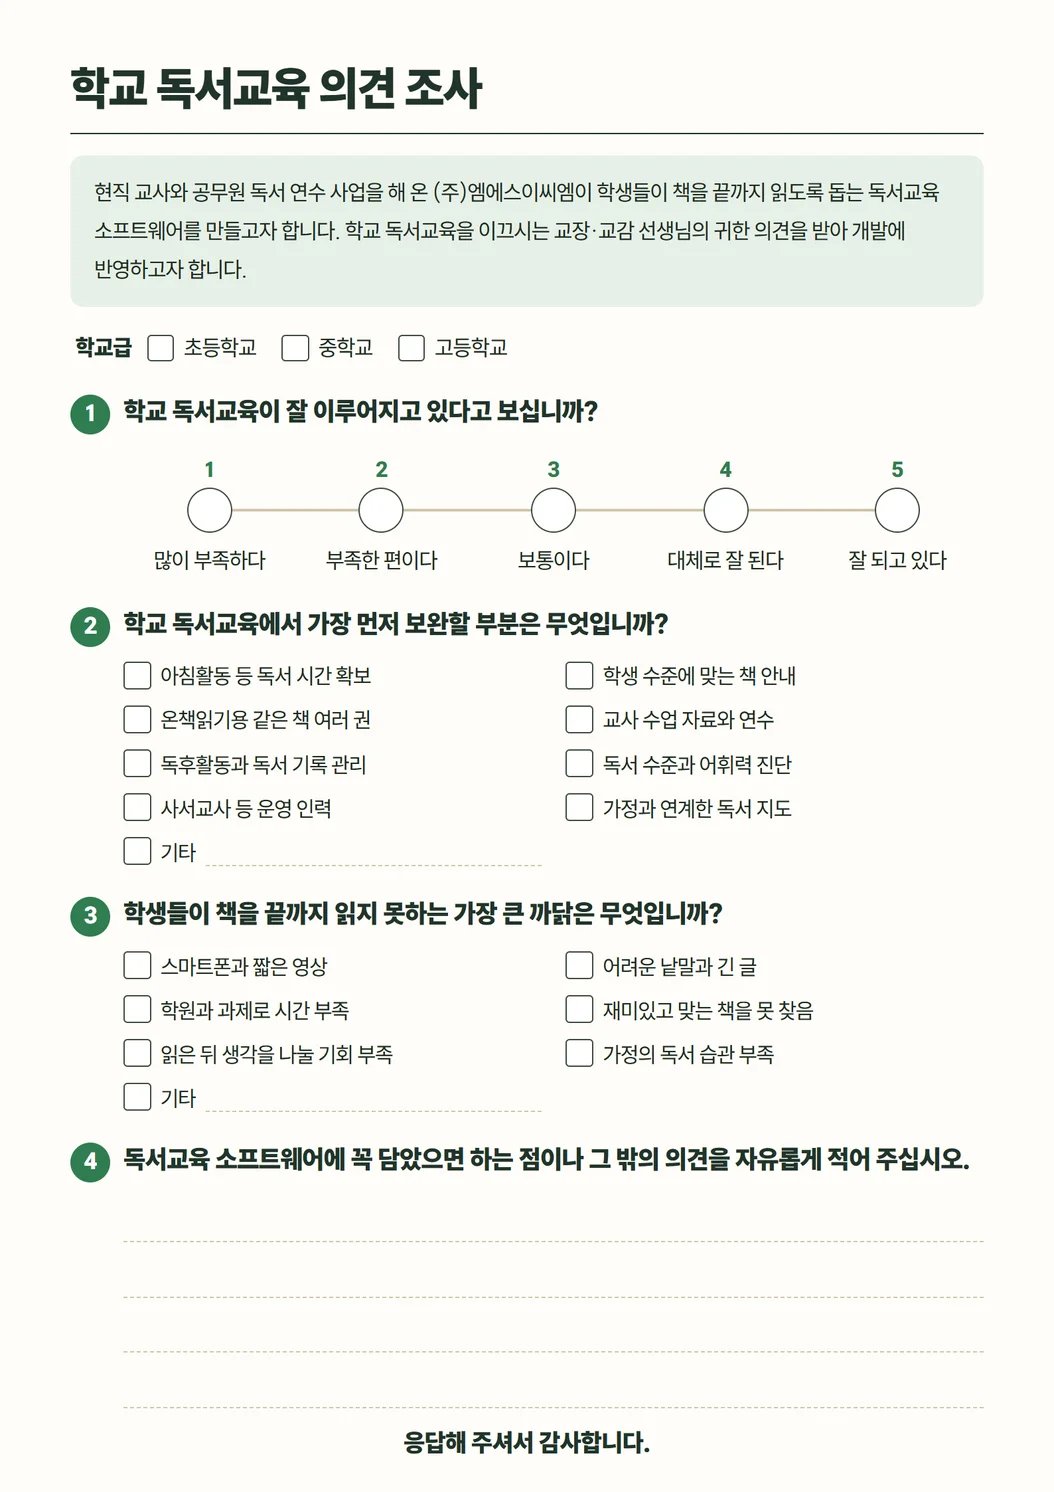 학교 독서교육 의견 조사
현직 교사와 공무원 독서 연수 사업을 해 온 (주)엠에스이씨엠이 학생들이 책을 끝까지 읽도록 돕는 독서교육
소프트웨어를 만들고자 합니다. 학교 독서교육을 이끄시는 교장·교감 선생님의 귀한 의견을 받아 개발에
반영하고자 합니다.
학교급 초등학교 중학교 고등학교
1 학교 독서교육이 잘 이루어지고 있다고 보십니까?
1 2 3 4 5
많이 부족하다 부족한 편이다 보통이다 대체로 잘 된다 잘 되고 있다
2 학교 독서교육에서 가장 먼저 보완할 부분은 무엇입니까?
아침활동 등 독서 시간 확보 학생 수준에 맞는 책 안내
온책읽기용 같은 책 여러 권 교사 수업 자료와 연수
독후활동과 독서 기록 관리 독서 수준과 어휘력 진단
사서교사 등 운영 인력 가정과 연계한 독서 지도
기타
3 학생들이 책을 끝까지 읽지 못하는 가장 큰 까닭은 무엇입니까?
스마트폰과 짧은 영상 어려운 낱말과 긴 글
학원과 과제로 시간 부족 재미있고 맞는 책을 못 찾음
읽은 뒤 생각을 나눌 기회 부족 가정의 독서 습관 부족
기타
4 독서교육 소프트웨어에 꼭 담았으면 하는 점이나 그 밖의 의견을 자유롭게 적어 주십시오.
응답해 주셔서 감사합니다.